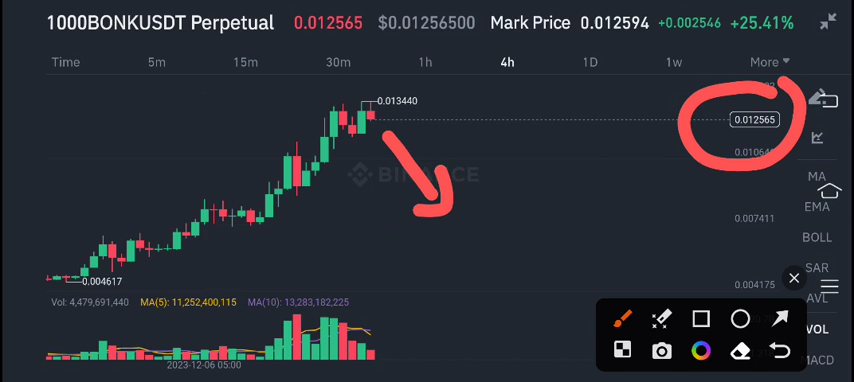 1000BONKUSDT Perpetual 0.012565 $0.01256500 Mark Price 0.012594 +0.002546 +25.41%
Time 5m 15m 30m 1h 4h 1D 1w More
0.013440
0.012565
BINANCE
MA
EMA
0.007411
BOLL
SAR
0.004617
0.004175
AVL
Vol: 4,479,691,440 MA(5): 11,252,400,115 MA(10): 13,283,182,225
VOL
MACD
2023-12-06 05:00